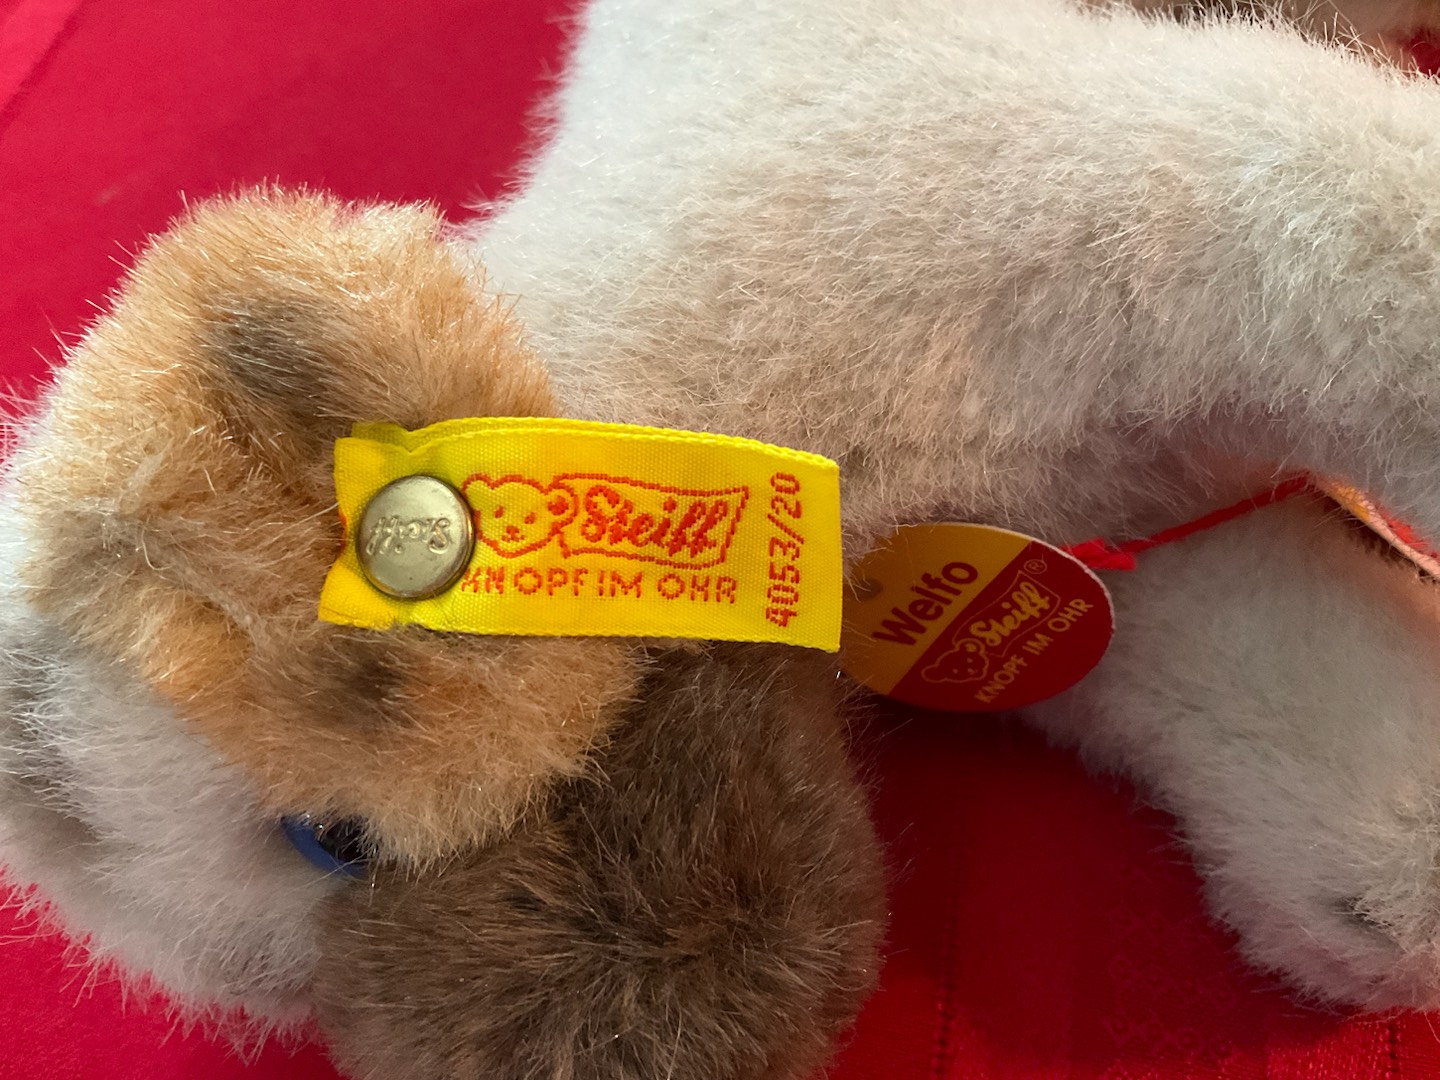 Steiff
Steiff
KNOPF IM OHR
4053/20
Welfo
Steiff®
KNOPF IM OHR